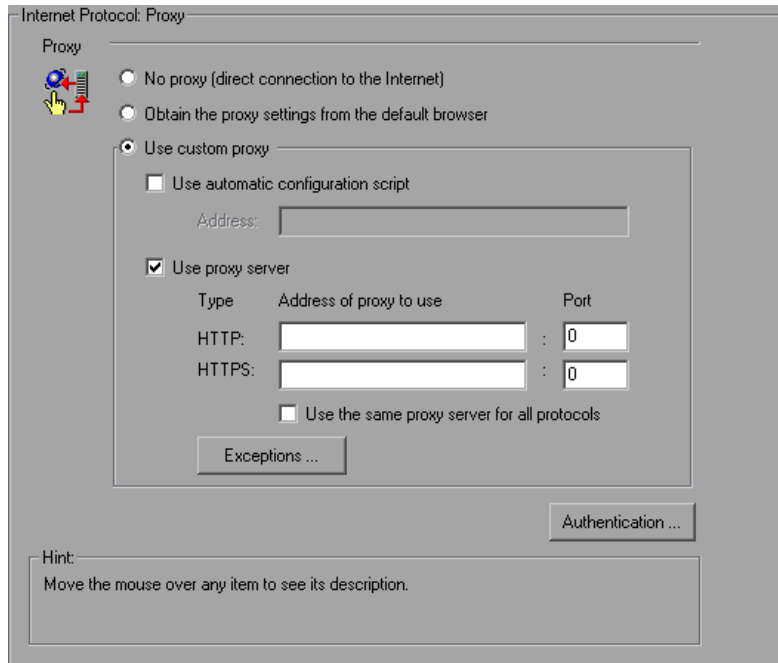 Internet Protocol: Proxy
Proxy
No proxy (direct connection to the Internet)
Obtain the proxy settings from the default browser
Use custom proxy
Use automatic configuration script
Address:
Use proxy server
Type Address of proxy to use Port
HTTP: : 0
HTTPS: : 0
Use the same proxy server for all protocols
Exceptions ...
Authentication ...
Hint:
Move the mouse over any item to see its description.